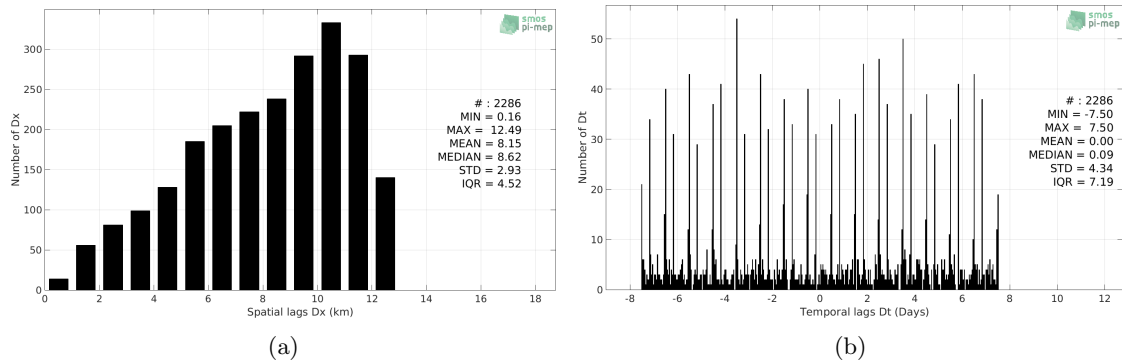 smos
pi-mep
Number of Dx
350
300
250
200
150
100
50
0
# : 2286
MIN = 0.16
MAX = 12.49
MEAN = 8.15
MEDIAN = 8.62
STD = 2.93
IQR = 4.52
0 2 4 6 8 10 12 14 16 18
Spatial lags Dx (km)
(a)
smos
pi-mep
Number of Dt
50
40
30
20
10
0
# : 2286
MIN = -7.50
MAX = 7.50
MEAN = 0.00
MEDIAN = 0.09
STD = 4.34
IQR = 7.19
-8 -6 -4 -2 0 2 4 6 8 10 12
Temporal lags Dt (Days)
(b)